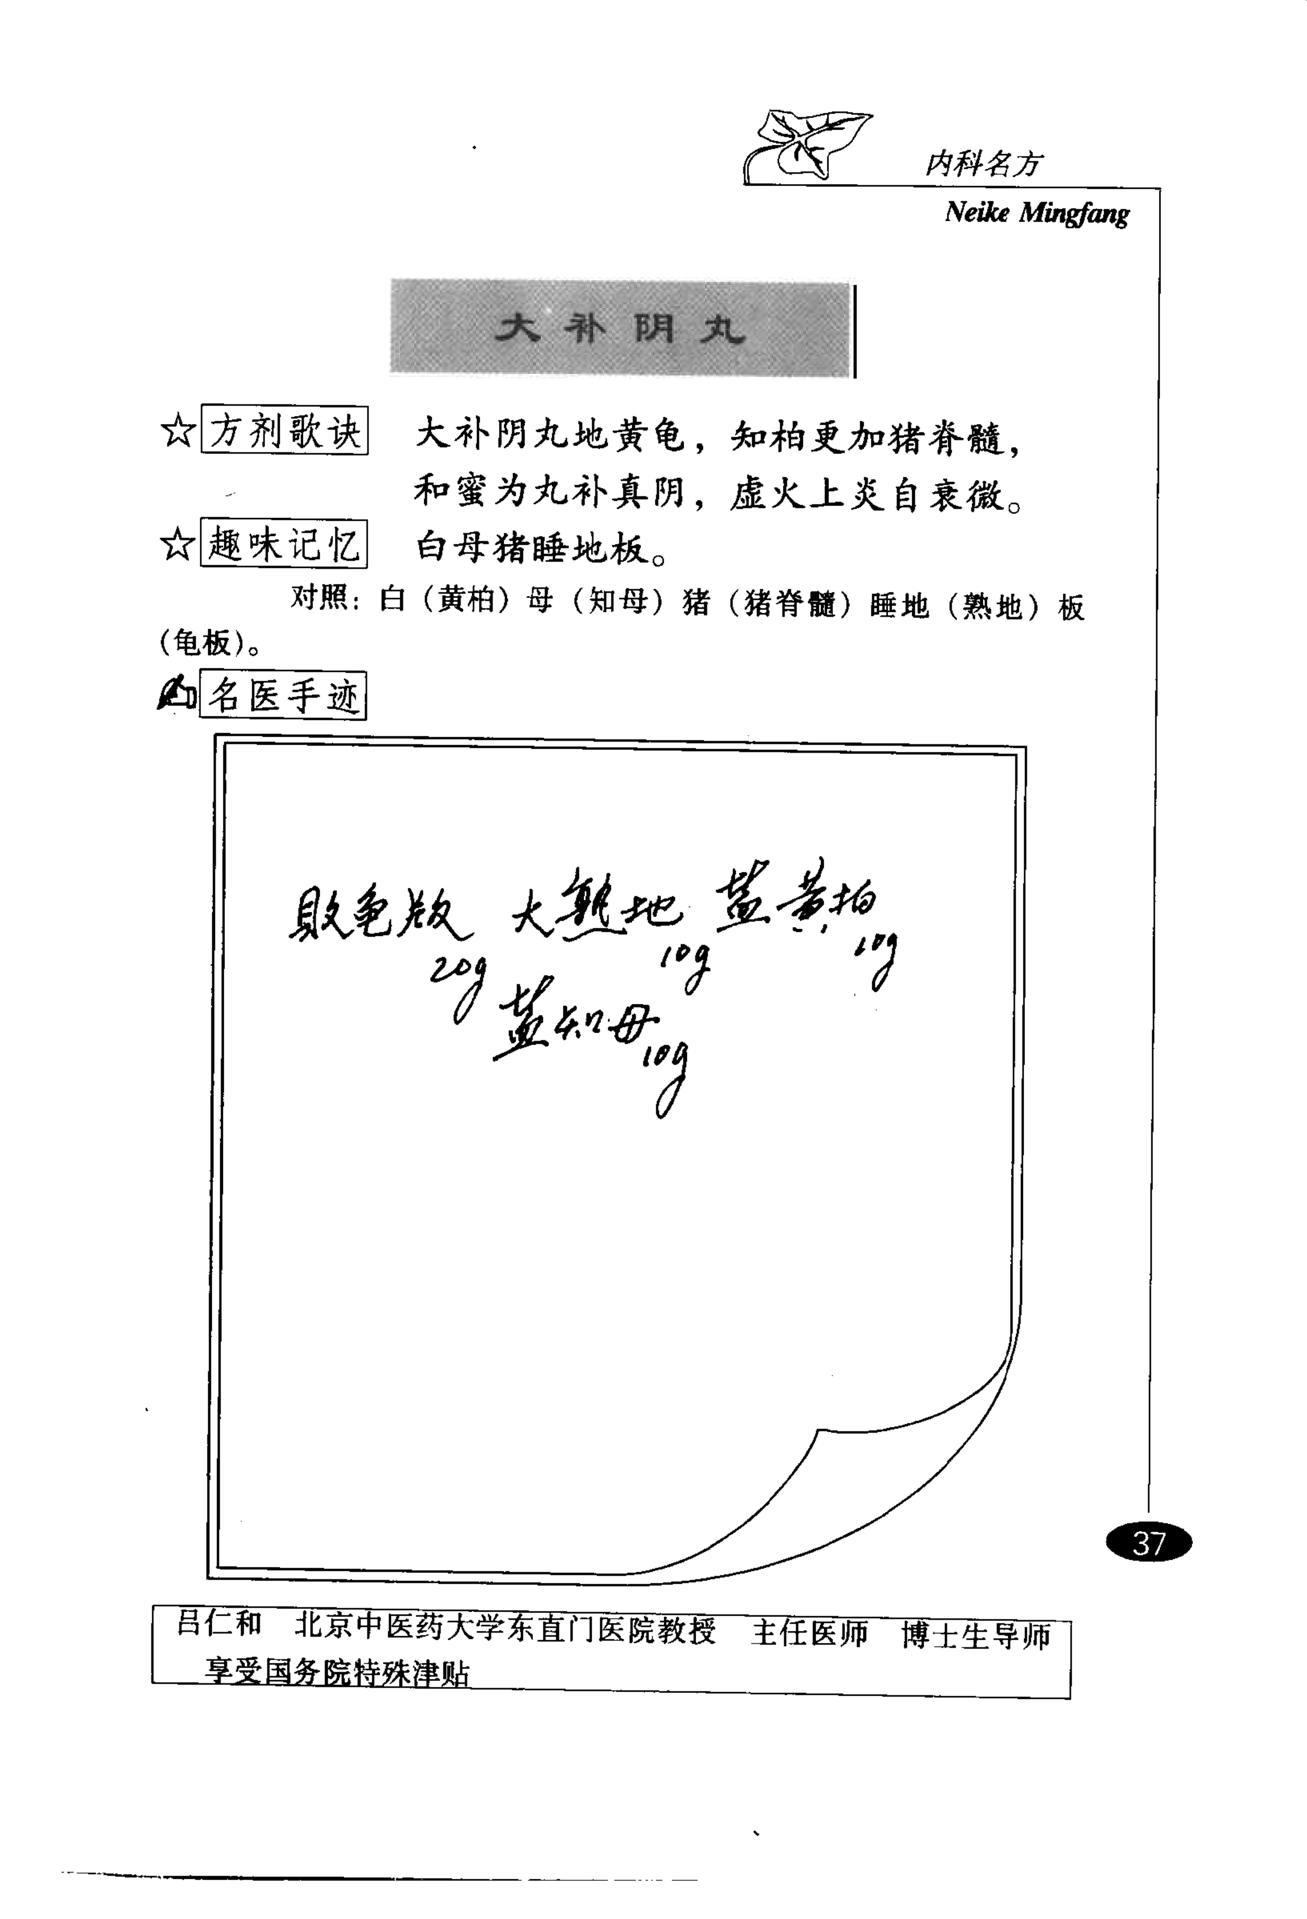 内科名方
Neike Mingfang
大补阴丸
☆方剂歌诀 大补阴丸地黄龟，知柏更加猪脊髓，
和蜜为丸补真阴，虚火上炎自衰微。
☆趣味记忆 白母猪睡地板。
对照：白（黄柏）母（知母）猪（猪脊髓）睡地（熟地）板
（龟板）。
✍名医手迹
败龟版 大熟地 盐黄柏
20g 10g 10g
盐知母
10g
37
吕仁和 北京中医药大学东直门医院教授 主任医师 博士生导师
享受国务院特殊津贴